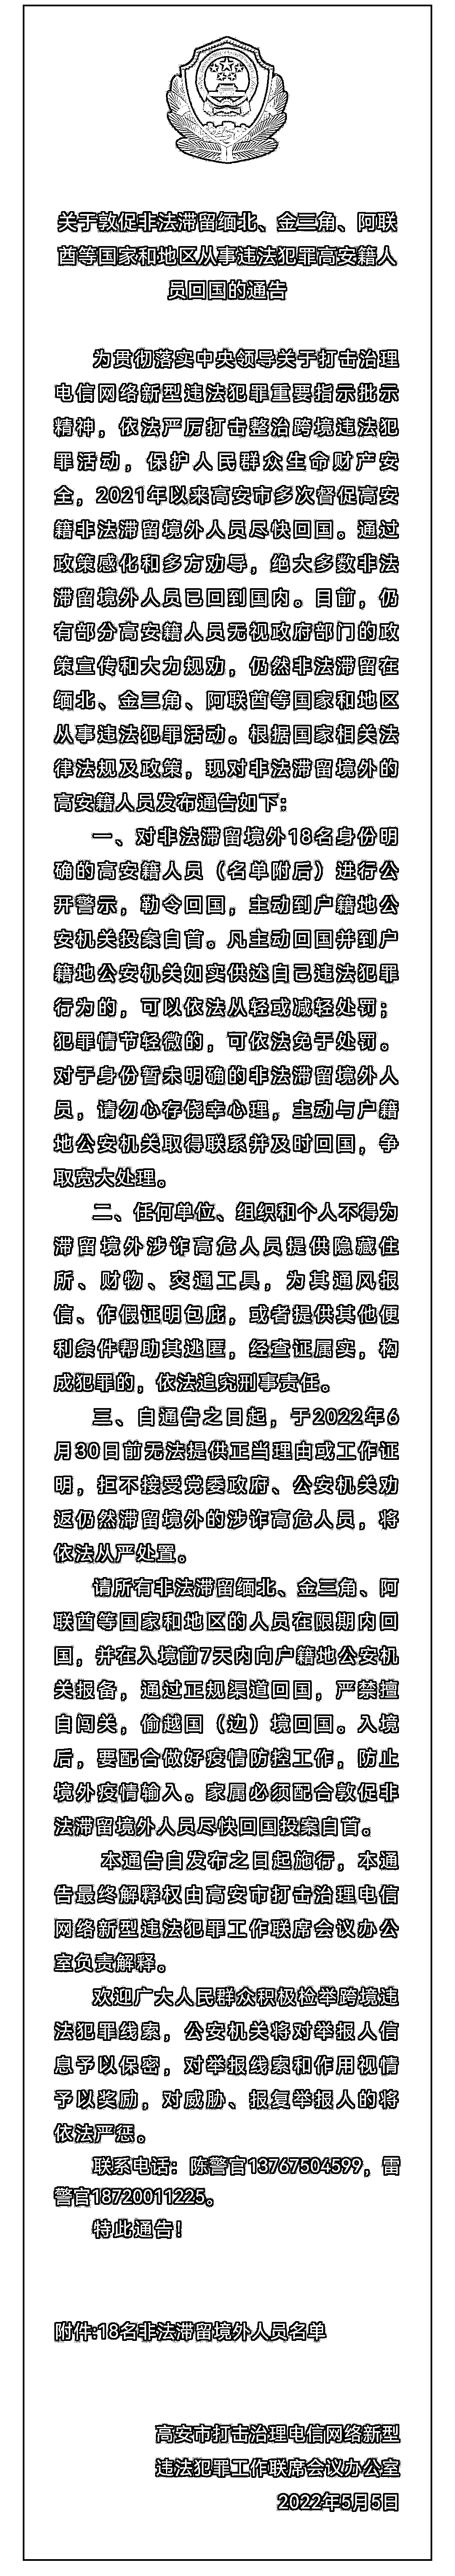 关于敦促非法滞留缅北、金三角、阿联
酋等国家和地区从事违法犯罪高安籍人
员回国的通告
为贯彻落实中央领导关于打击治理
电信网络新型违法犯罪重要指示批示
精神，依法严厉打击整治跨境违法犯
罪活动，保护人民群众生命财产安
全，2021年以来高安市多次督促高安
籍非法滞留境外人员尽快回国。通过
政策感化和多方劝导，绝大多数非法
滞留境外人员已回到国内。目前，仍
有部分高安籍人员无视政府部门的政
策宣传和大力规劝，仍然非法滞留在
缅北、金三角、阿联酋等国家和地区
从事违法犯罪活动。根据国家相关法
律法规及政策，现对非法滞留境外的
高安籍人员发布通告如下：
一、对非法滞留境外18名身份明
确的高安籍人员（名单附后）进行公
开警示，勒令回国，主动到户籍地公
安机关投案自首。凡主动回国并到户
籍地公安机关如实供述自己违法犯罪
行为的，可以依法从轻或减轻处罚；
犯罪情节轻微的，可依法免于处罚。
对于身份暂未明确的非法滞留境外人
员，请勿心存侥幸心理，主动与户籍
地公安机关取得联系并及时回国，争
取宽大处理。
二、任何单位、组织和个人不得为
滞留境外涉诈高危人员提供隐藏住
所、财物、交通工具，为其通风报
信、作假证明包庇，或者提供其他便
利条件帮助其逃匿，经查证属实，构
成犯罪的，依法追究刑事责任。
三、自通告之日起，于2022年6
月30日前无法提供正当理由或工作证
明，拒不接受党委政府、公安机关劝
返仍然滞留境外的涉诈高危人员，将
依法从严处置。
请所有非法滞留缅北、金三角、阿
联酋等国家和地区的人员在限期内回
国，并在入境前7天内向户籍地公安机
关报备，通过正规渠道回国，严禁擅
自闯关，偷越国（边）境回国。入境
后，要配合做好疫情防控工作，防止
境外疫情输入。家属必须配合敦促非
法滞留境外人员尽快回国投案自首。
本通告自发布之日起施行，本通
告最终解释权由高安市打击治理电信
网络新型违法犯罪工作联席会议办公
室负责解释。
欢迎广大人民群众积极检举跨境违
法犯罪线索，公安机关将对举报人信
息予以保密，对举报线索和作用视情
予以奖励，对威胁、报复举报人的将
依法严惩。
联系电话：陈警官13767504599，雷
警官18720011225。
特此通告！
附件:18名非法滞留境外人员名单
高安市打击治理电信网络新型
违法犯罪工作联席会议办公室
2022年5月5日